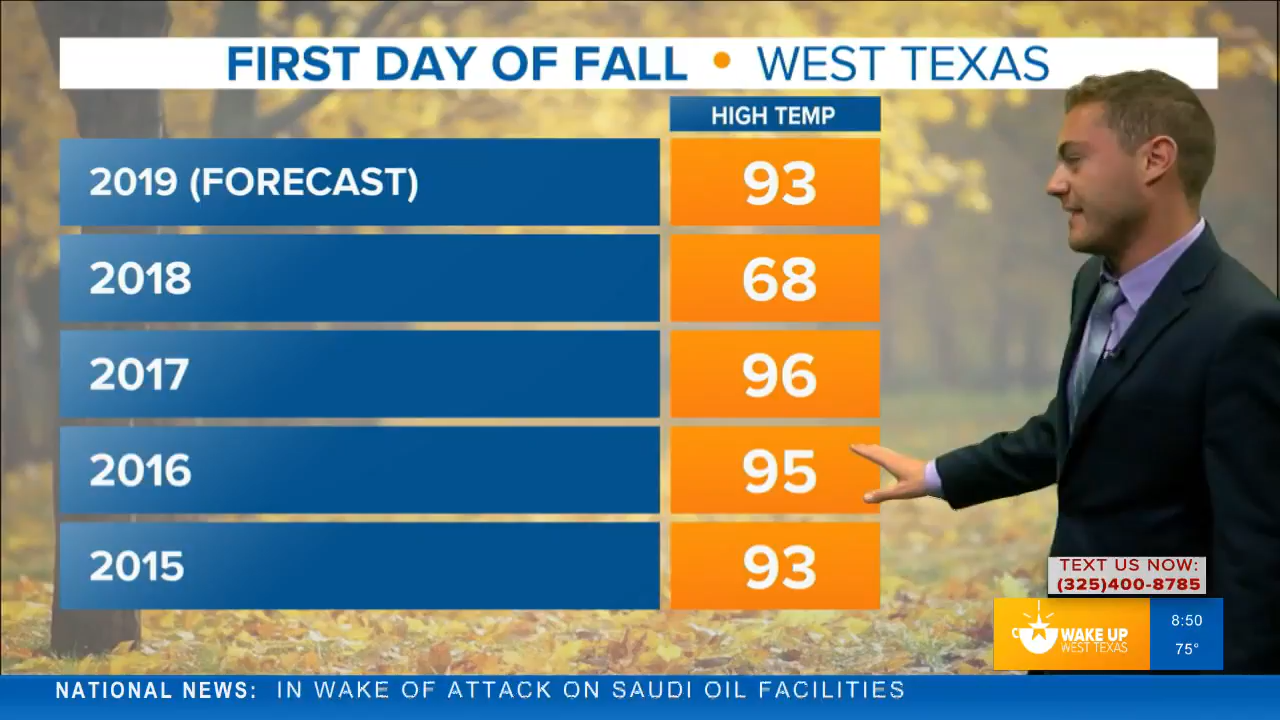 FIRST DAY OF FALL • WEST TEXAS
HIGH TEMP
2019 (FORECAST) 93
2018 68
2017 96
2016 95
2015 93
TEXT US NOW:
(325)400-8785
WAKE UP
WEST TEXAS
8:50
75°
NATIONAL NEWS: IN WAKE OF ATTACK ON SAUDI OIL FACILITIES